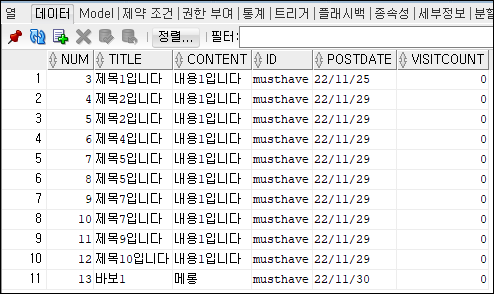 열 데이터 Model 제약 조건 권한 부여 통계 트리거 플래시백 종속성 세부정보 분할
정렬... 필터:
NUM TITLE CONTENT ID POSTDATE VISITCOUNT
1 3 제목1입니다 내용1입니다 musthave 22/11/25 0
2 4 제목2입니다 내용1입니다 musthave 22/11/29 0
3 5 제목2입니다 내용1입니다 musthave 22/11/29 0
4 6 제목4입니다 내용1입니다 musthave 22/11/29 0
5 7 제목5입니다 내용1입니다 musthave 22/11/29 0
6 8 제목5입니다 내용1입니다 musthave 22/11/29 0
7 9 제목7입니다 내용1입니다 musthave 22/11/29 0
8 10 제목7입니다 내용1입니다 musthave 22/11/29 0
9 11 제목9입니다 내용1입니다 musthave 22/11/29 0
10 12 제목10입니다 내용1입니다 musthave 22/11/29 0
11 13 바보1 메롱 musthave 22/11/30 0